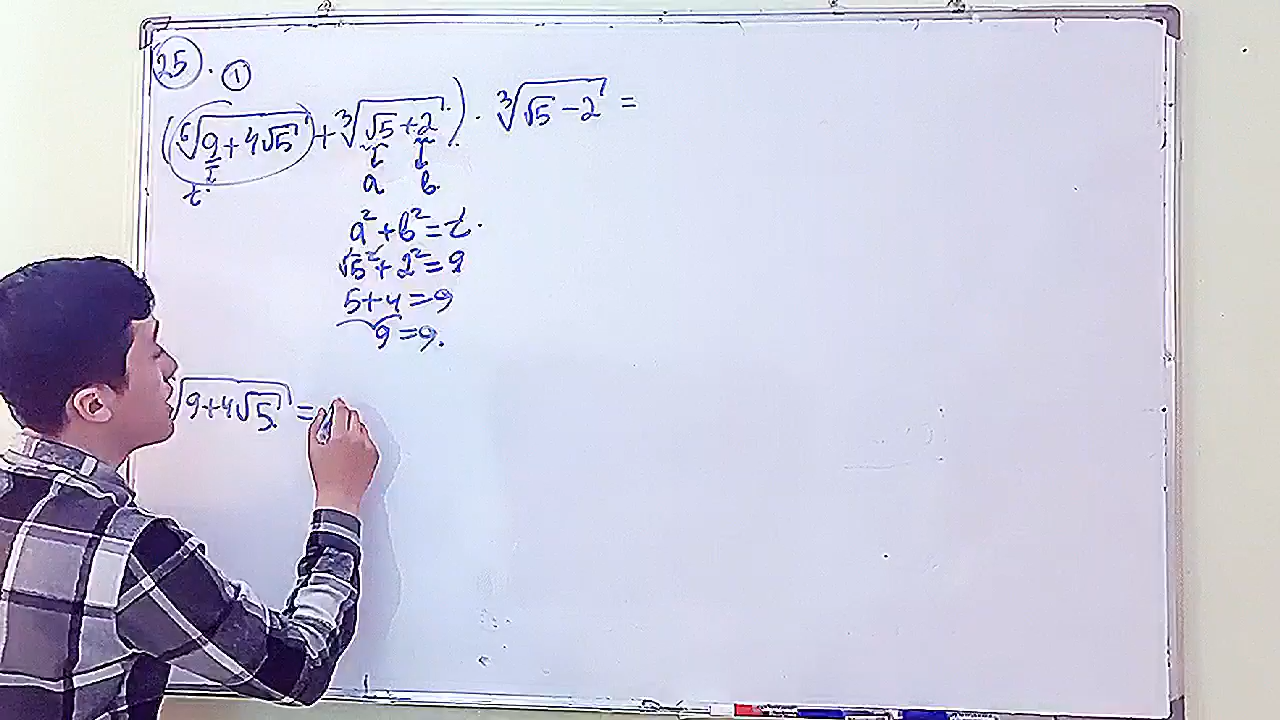 25. ①
(⁶√(9+4√5) + ³√(√5+2)) · ³√(√5-2) =
t a b
a²+b²=t.
√5²+2²=9
5+4=9
9=9.
√(9+4√5) =